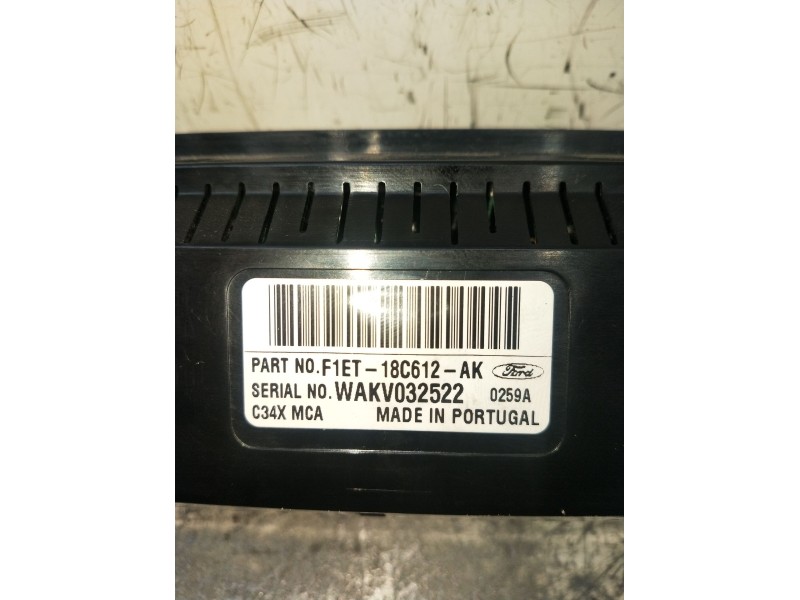 PART NO.F1ET-18C612-AK Ford
SERIAL NO.WAKV032522 0259A
C34X MCA MADE IN PORTUGAL